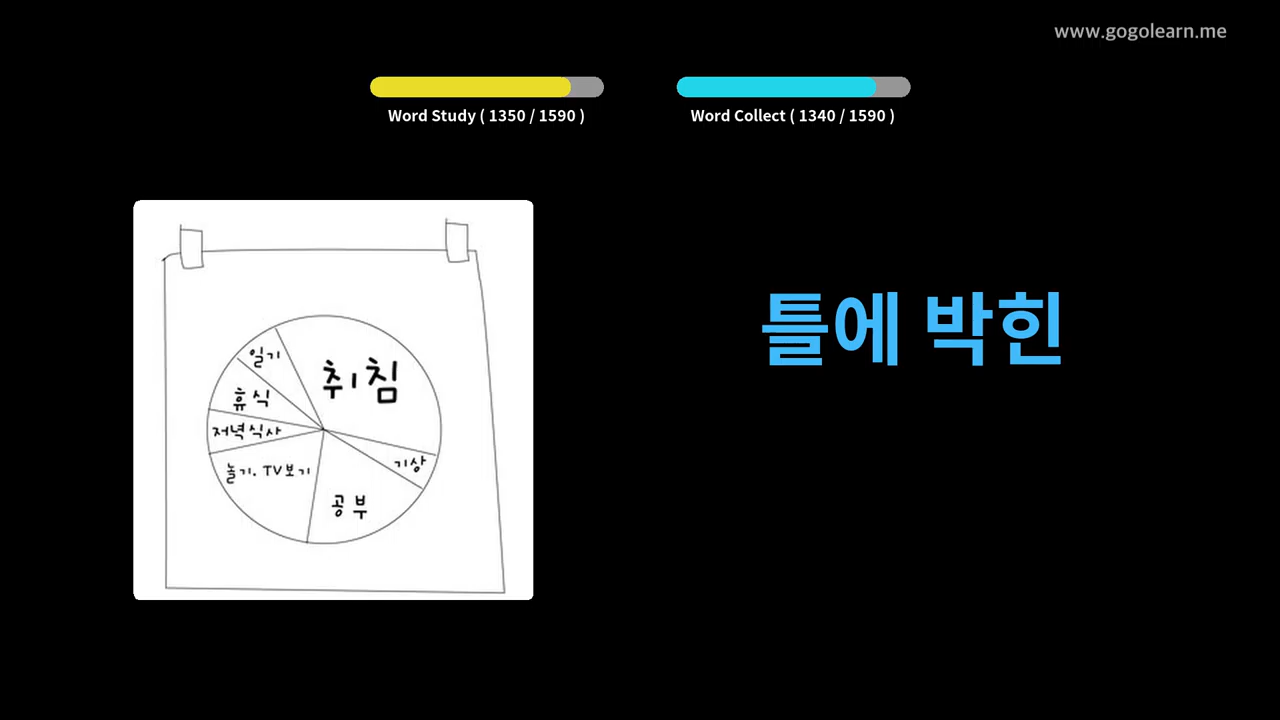 www.gogolearn.me
Word Study ( 1350 / 1590 )
Word Collect ( 1340 / 1590 )
틀에 박힌
일기
취침
휴식
저녁식사
기상
놀기. TV보기
공부